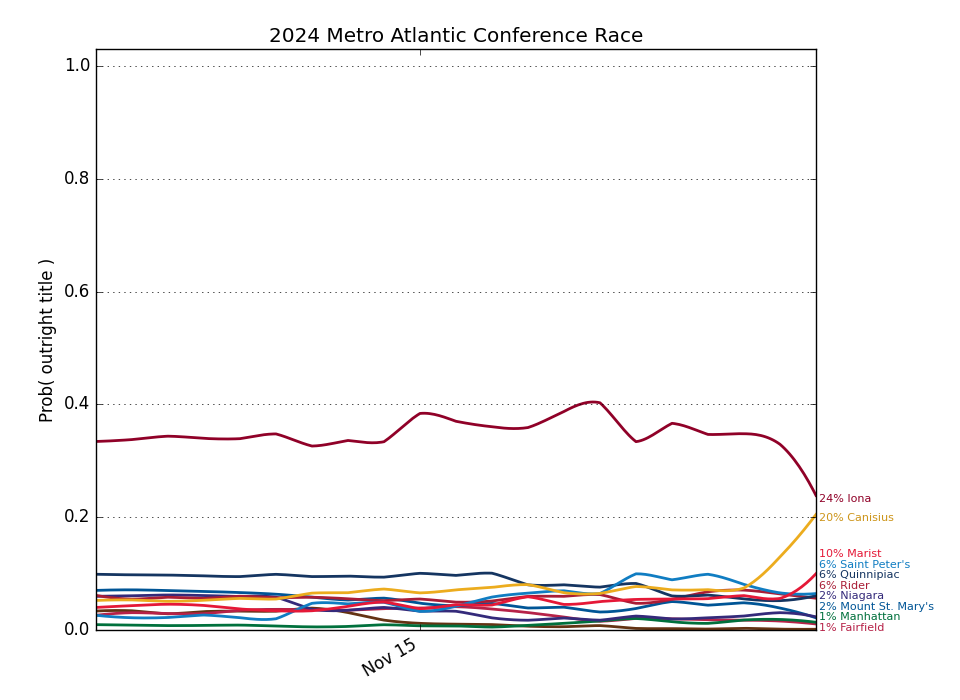 2024 Metro Atlantic Conference Race
Prob( outright title )
1.0
0.8
0.6
0.4
0.2
0.0
Nov 15
24% Iona
20% Canisius
10% Marist
6% Saint Peter's
6% Quinnipiac
6% Rider
2% Niagara
2% Mount St. Mary's
1% Manhattan
1% Fairfield